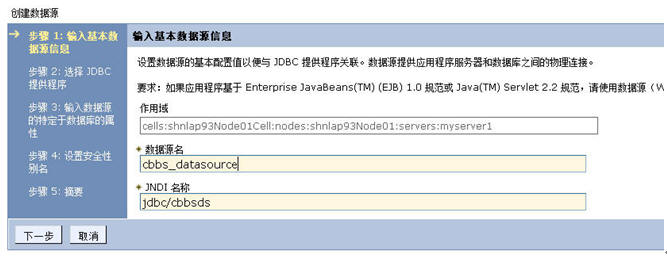 创建数据源
步骤 1: 输入基本数
据源信息
步骤 2: 选择 JDBC
提供程序
步骤 3: 输入数据源
的特定于数据库的属
性
步骤 4: 设置安全性
别名
步骤 5: 摘要
输入基本数据源信息
设置数据源的基本配置值以便与 JDBC 提供程序关联。数据源提供应用程序服务器和数据库之间的物理连接。
要求：如果应用程序基于 Enterprise JavaBeans(TM) (EJB) 1.0 规范或 Java(TM) Servlet 2.2 规范，请使用数据源（W
作用域
cells:shnlap93Node01Cell:nodes:shnlap93Node01:servers:myserver1
* 数据源名
cbbs_datasource
* JNDI 名称
jdbc/cbbsds
下一步 取消